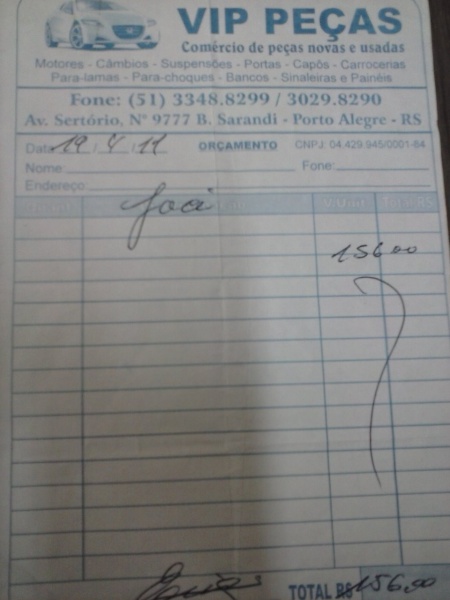 VIP PEÇAS
Comércio de peças novas e usadas
Motores - Câmbios - Suspensões - Portas - Capôs - Carrocerias
Para-lamas - Para-choques - Bancos - Sinaleiras e Painéis
Fone: (51) 3348.8299 / 3029.8290
Av. Sertório, N° 9777 B. Sarandi - Porto Alegre - RS
Data 19/4/11 ORÇAMENTO CNPJ: 04.429.945/0001-84
Nome: Fone:
Endereço:
V.Unit. Total R$
156,00
TOTAL R$ 156,00